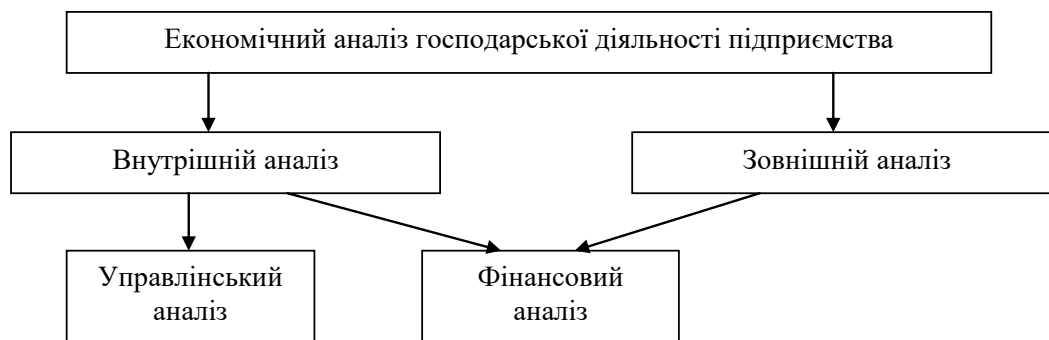 Економічний аналіз господарської діяльності підприємства
Внутрішній аналіз
Зовнішній аналіз
Управлінський
аналіз
Фінансовий
аналіз